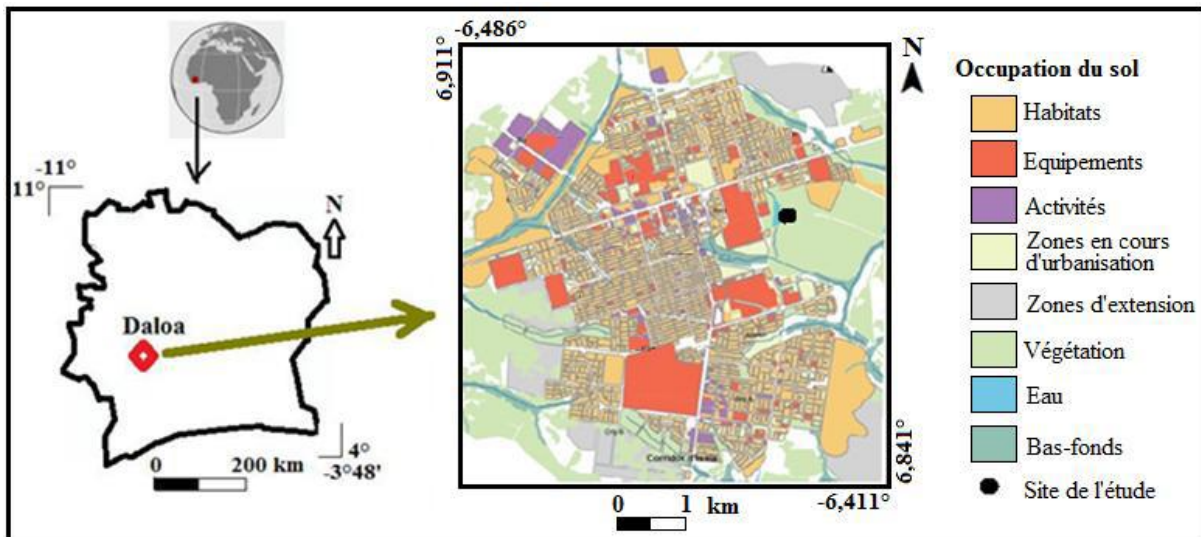 -11°
11°
N
Daloa
0 200 km
4°
-3°48'
-6,486°
6,911°
N
6,841°
-6,411°
0 1 km
Occupation du sol
Habitats
Equipements
Activités
Zones en cours
d'urbanisation
Zones d'extension
Végétation
Eau
Bas-fonds
Site de l'étude